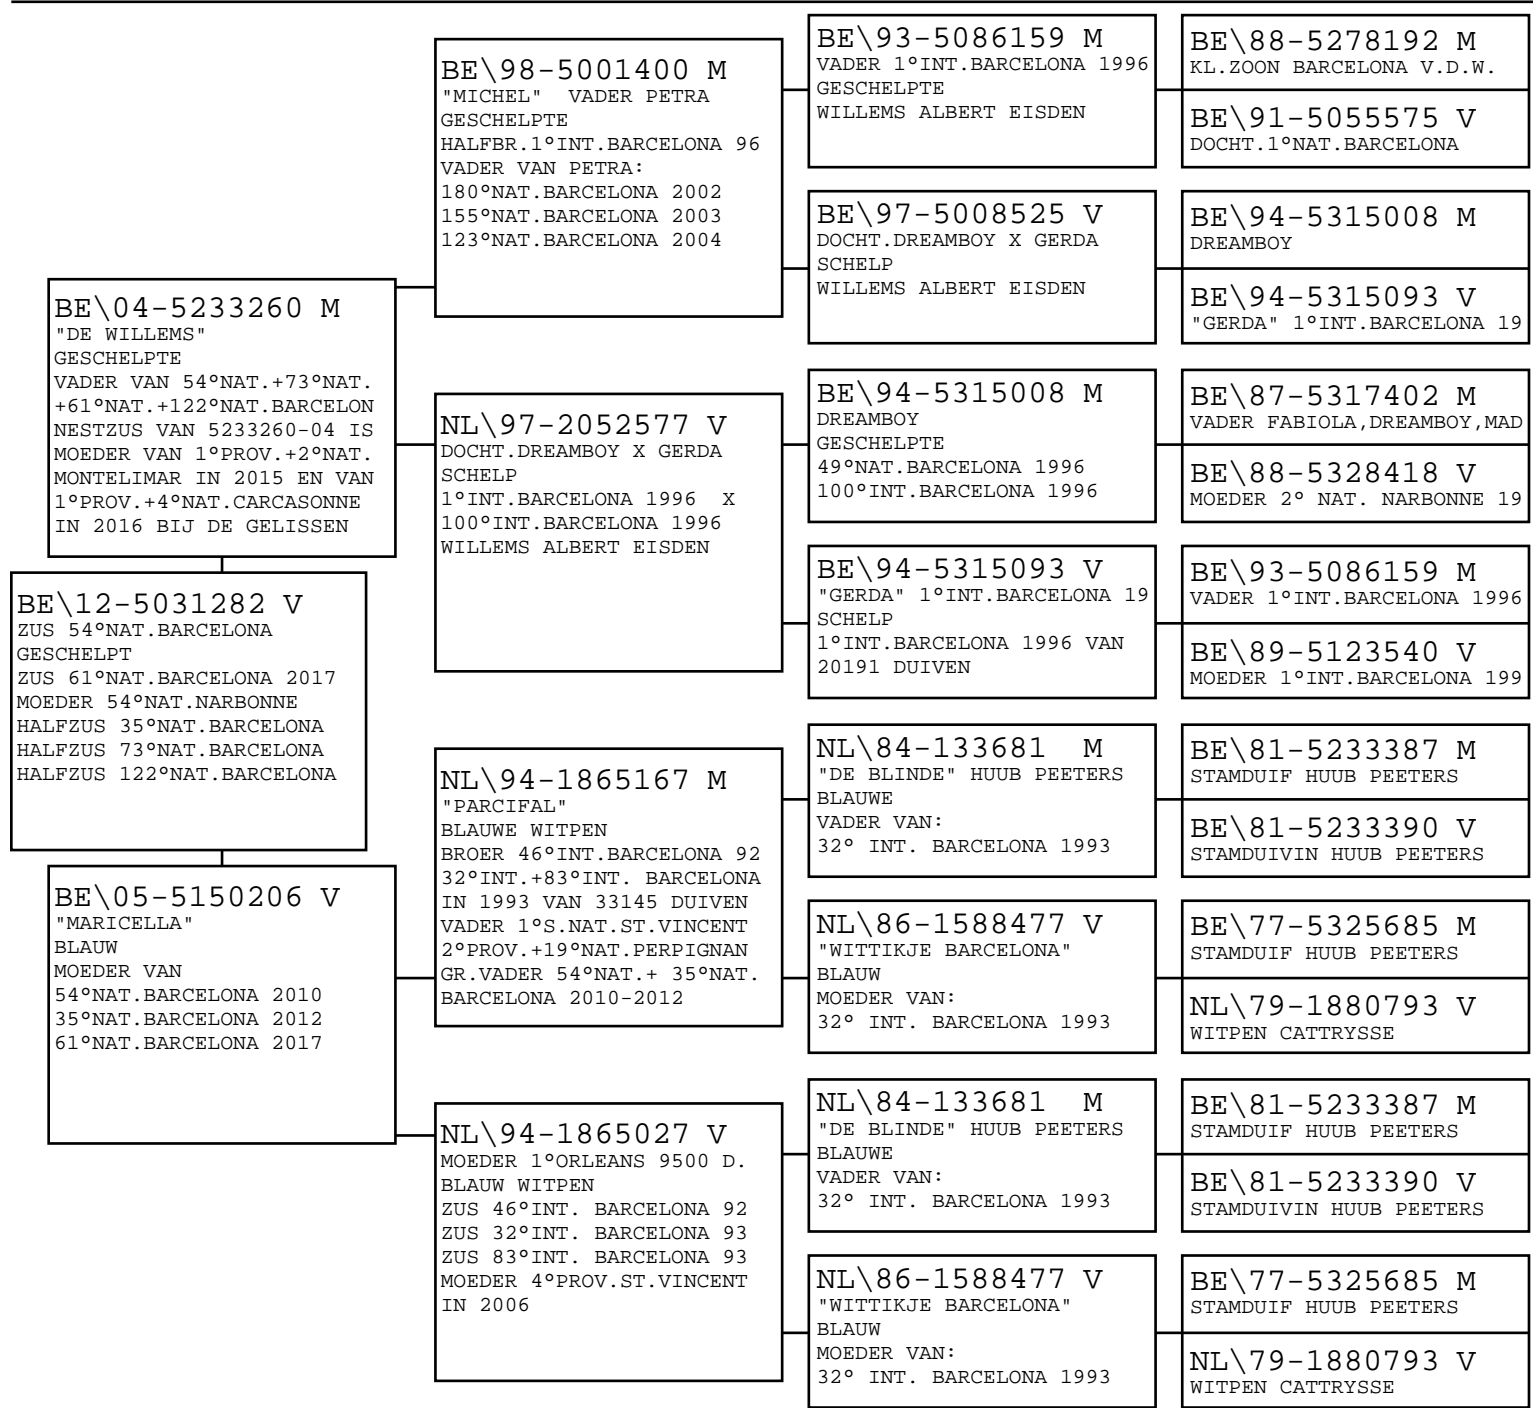 BE\12-5031282 V
ZUS 54°NAT.BARCELONA
GESCHELPT
ZUS 61°NAT.BARCELONA 2017
MOEDER 54°NAT.NARBONNE
HALFZUS 35°NAT.BARCELONA
HALFZUS 73°NAT.BARCELONA
HALFZUS 122°NAT.BARCELONA
BE\04-5233260 M
"DE WILLEMS"
GESCHELPTE
VADER VAN 54°NAT.+73°NAT.
+61°NAT.+122°NAT.BARCELON
NESTZUS VAN 5233260-04 IS
MOEDER VAN 1°PROV.+2°NAT.
MONTELIMAR IN 2015 EN VAN
1°PROV.+4°NAT.CARCASONNE
IN 2016 BIJ DE GELISSEN
BE\05-5150206 V
"MARICELLA"
BLAUW
MOEDER VAN
54°NAT.BARCELONA 2010
35°NAT.BARCELONA 2012
61°NAT.BARCELONA 2017
BE\98-5001400 M
"MICHEL"  VADER PETRA
GESCHELPTE
HALFBR.1°INT.BARCELONA 96
VADER VAN PETRA:
180°NAT.BARCELONA 2002
155°NAT.BARCELONA 2003
123°NAT.BARCELONA 2004
NL\97-2052577 V
DOCHT.DREAMBOY X GERDA
SCHELP
1°INT.BARCELONA 1996  X
100°INT.BARCELONA 1996
WILLEMS ALBERT EISDEN
NL\94-1865167 M
"PARCIFAL"
BLAUWE WITPEN
BROER 46°INT.BARCELONA 92
32°INT.+83°INT. BARCELONA
IN 1993 VAN 33145 DUIVEN
VADER 1°S.NAT.ST.VINCENT
2°PROV.+19°NAT.PERPIGNAN
GR.VADER 54°NAT.+ 35°NAT.
BARCELONA 2010-2012
NL\94-1865027 V
MOEDER 1°ORLEANS 9500 D.
BLAUW WITPEN
ZUS 46°INT. BARCELONA 92
ZUS 32°INT. BARCELONA 93
ZUS 83°INT. BARCELONA 93
MOEDER 4°PROV.ST.VINCENT
IN 2006
BE\93-5086159 M
VADER 1°INT.BARCELONA 1996
GESCHELPTE
WILLEMS ALBERT EISDEN
BE\97-5008525 V
DOCHT.DREAMBOY X GERDA
SCHELP
WILLEMS ALBERT EISDEN
BE\94-5315008 M
DREAMBOY
GESCHELPTE
49°NAT.BARCELONA 1996
100°INT.BARCELONA 1996
BE\94-5315093 V
"GERDA" 1°INT.BARCELONA 19
SCHELP
1°INT.BARCELONA 1996 VAN
20191 DUIVEN
NL\84-133681  M
"DE BLINDE" HUUB PEETERS
BLAUWE
VADER VAN:
32° INT. BARCELONA 1993
NL\86-1588477 V
"WITTIKJE BARCELONA"
BLAUW
MOEDER VAN:
32° INT. BARCELONA 1993
NL\84-133681  M
"DE BLINDE" HUUB PEETERS
BLAUWE
VADER VAN:
32° INT. BARCELONA 1993
NL\86-1588477 V
"WITTIKJE BARCELONA"
BLAUW
MOEDER VAN:
32° INT. BARCELONA 1993
BE\88-5278192 M
KL.ZOON BARCELONA V.D.W.
BE\91-5055575 V
DOCHT.1°NAT.BARCELONA
BE\94-5315008 M
DREAMBOY
BE\94-5315093 V
"GERDA" 1°INT.BARCELONA 19
BE\87-5317402 M
VADER FABIOLA,DREAMBOY,MAD
BE\88-5328418 V
MOEDER 2° NAT. NARBONNE 19
BE\93-5086159 M
VADER 1°INT.BARCELONA 1996
BE\89-5123540 V
MOEDER 1°INT.BARCELONA 199
BE\81-5233387 M
STAMDUIF HUUB PEETERS
BE\81-5233390 V
STAMDUIVIN HUUB PEETERS
BE\77-5325685 M
STAMDUIF HUUB PEETERS
NL\79-1880793 V
WITPEN CATTRYSSE
BE\81-5233387 M
STAMDUIF HUUB PEETERS
BE\81-5233390 V
STAMDUIVIN HUUB PEETERS
BE\77-5325685 M
STAMDUIF HUUB PEETERS
NL\79-1880793 V
WITPEN CATTRYSSE